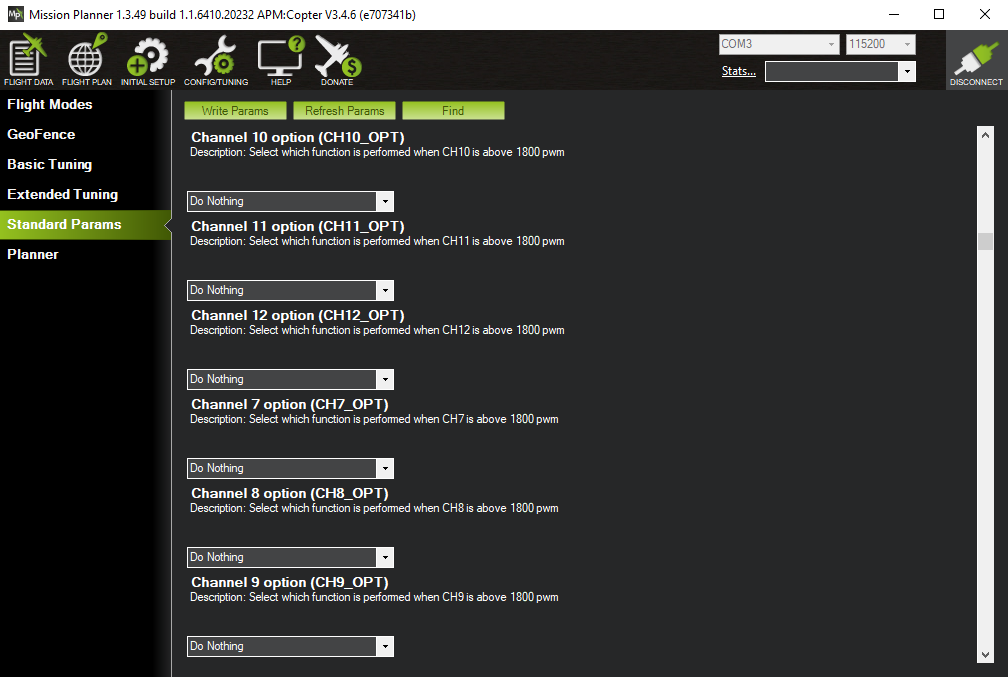 Mission Planner 1.3.49 build 1.1.6410.20232 APM:Copter V3.4.6 (e707341b)
FLIGHT DATA FLIGHT PLAN INITIAL SETUP CONFIG/TUNING HELP DONATE
COM3 115200
Stats...
DISCONNECT
Flight Modes
GeoFence
Basic Tuning
Extended Tuning
Standard Params
Planner
Write Params Refresh Params Find
Channel 10 option (CH10_OPT)
Description: Select which function is performed when CH10 is above 1800 pwm
Do Nothing
Channel 11 option (CH11_OPT)
Description: Select which function is performed when CH11 is above 1800 pwm
Do Nothing
Channel 12 option (CH12_OPT)
Description: Select which function is performed when CH12 is above 1800 pwm
Do Nothing
Channel 7 option (CH7_OPT)
Description: Select which function is performed when CH7 is above 1800 pwm
Do Nothing
Channel 8 option (CH8_OPT)
Description: Select which function is performed when CH8 is above 1800 pwm
Do Nothing
Channel 9 option (CH9_OPT)
Description: Select which function is performed when CH9 is above 1800 pwm
Do Nothing